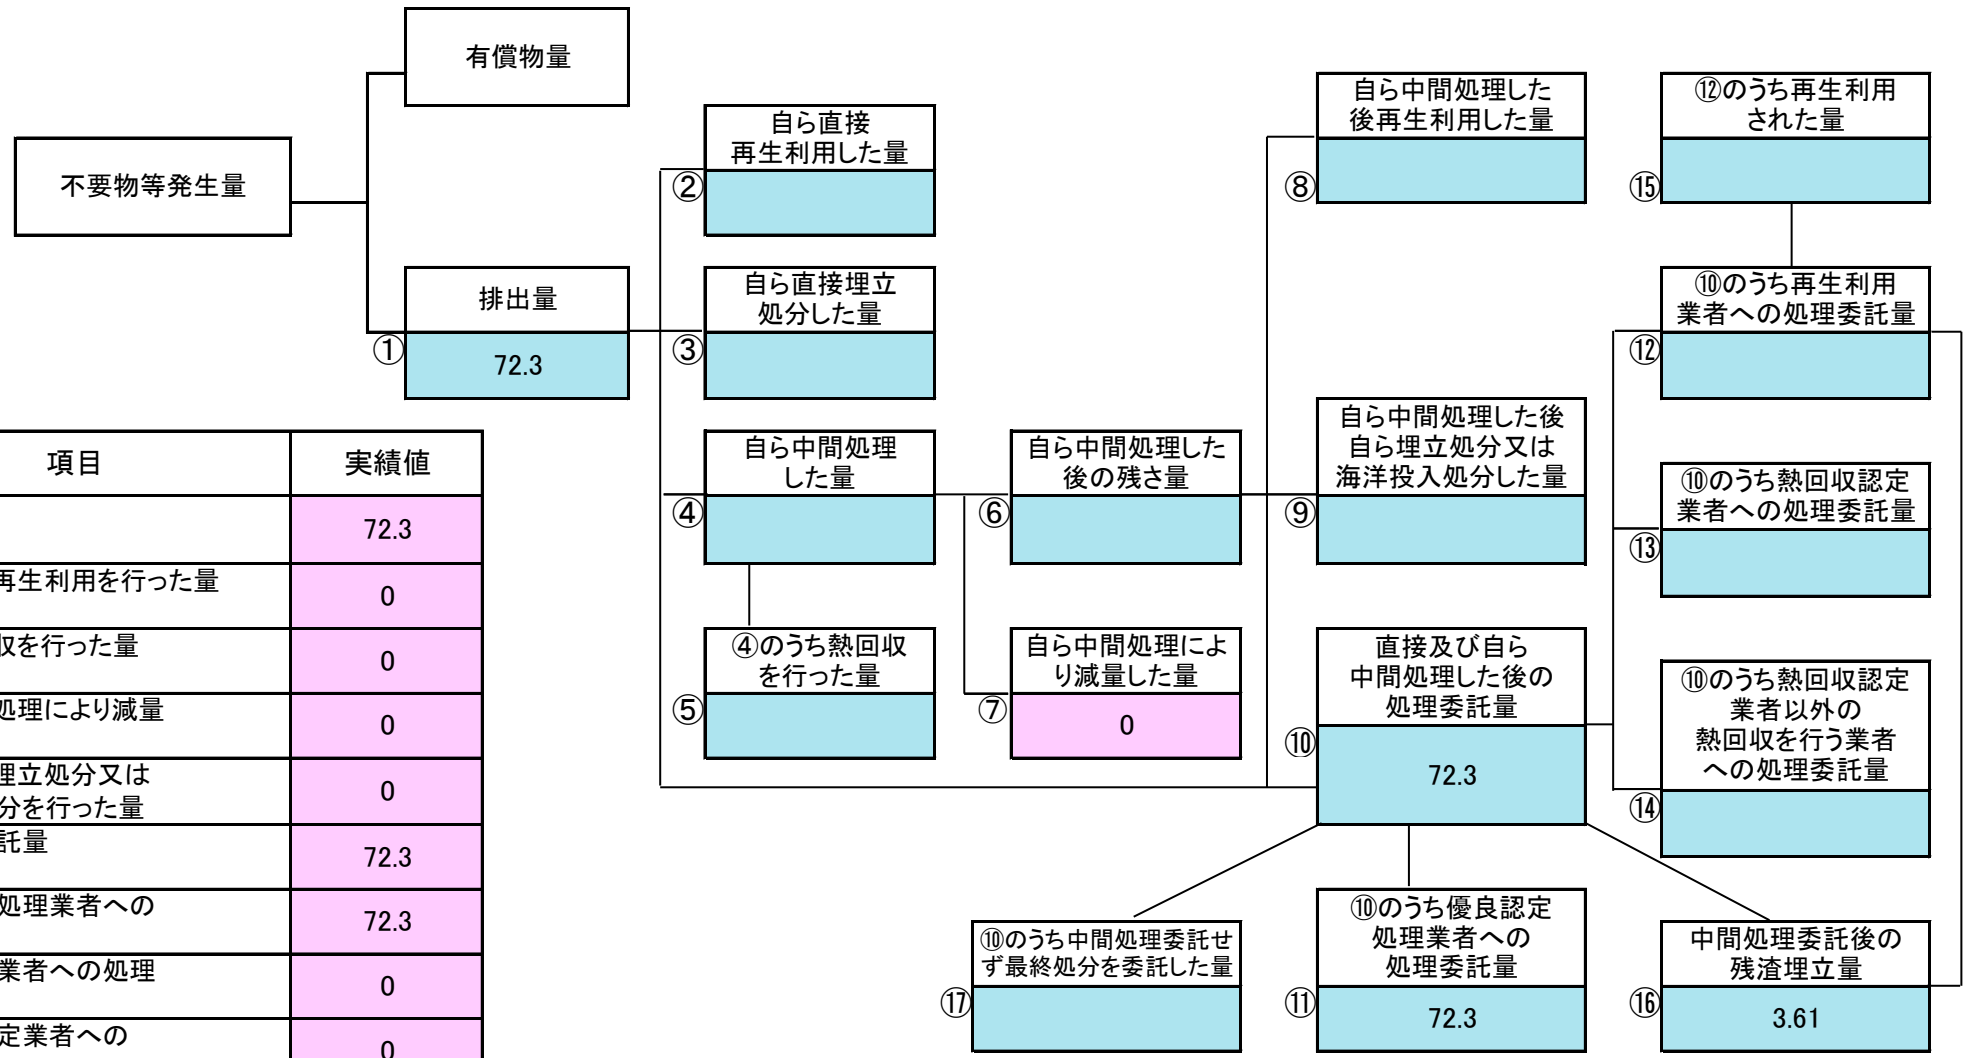 有償物量
不要物等発生量
排出量
①
72.3
自ら直接
再生利用した量
②
自ら直接埋立
処分した量
③
自ら中間処理
した量
④
④のうち熱回収
を行った量
⑤
自ら中間処理した
後の残さ量
⑥
自ら中間処理によ
り減量した量
⑦
0
自ら中間処理した
後再生利用した量
⑧
自ら中間処理した後
自ら埋立処分又は
海洋投入処分した量
⑨
直接及び自ら
中間処理した後の
処理委託量
⑩
72.3
⑩のうち優良認定
処理業者への
処理委託量
⑪
72.3
⑫のうち再生利用
された量
⑮
⑩のうち再生利用
業者への処理委託量
⑫
⑩のうち熱回収認定
業者への処理委託量
⑬
⑩のうち熱回収認定
業者以外の
熱回収を行う業者
への処理委託量
⑭
中間処理委託後の
残渣埋立量
⑯
3.61
⑩のうち中間処理委託せ
ず最終処分を委託した量
⑰
項目 実績値
72.3
再生利用を行った量 0
収を行った量 0
処理により減量 0
埋立処分又は
分を行った量 0
託量 72.3
処理業者への 72.3
業者への処理 0
定業者への 0